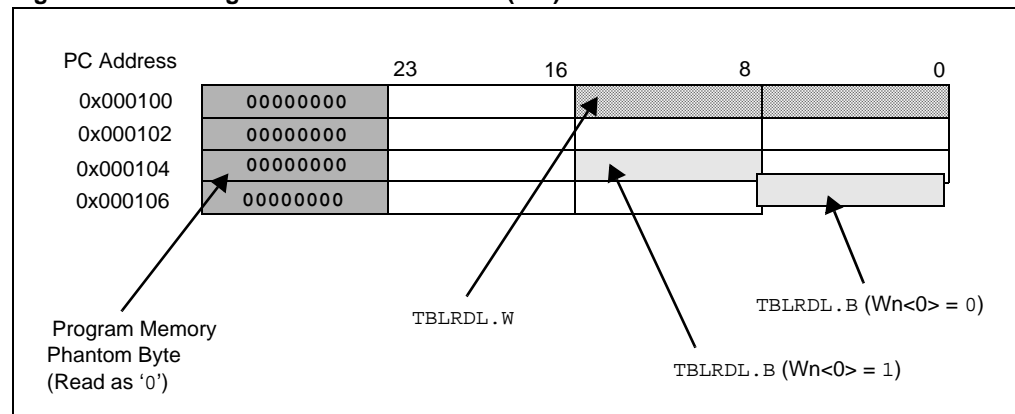 PC Address
23 16 8 0
0x000100 00000000
0x000102 00000000
0x000104 00000000
0x000106 00000000
TBLRDL.B (Wn<0> = 0)
TBLRDL.W
Program Memory
Phantom Byte
(Read as ‘0’)
TBLRDL.B (Wn<0> = 1)